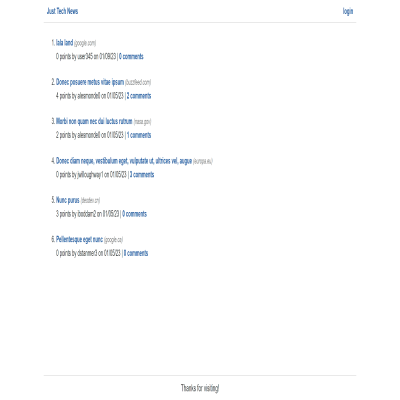 Just Tech News
login
1. lala land (google.com)
0 points by user345 on 01/09/23 | 0 comments
2. Donec posuere metus vitae ipsum (buzzfeed.com)
4 points by alesmonde0 on 01/05/23 | 2 comments
3. Morbi non quam nec dui luctus rutrum (nasa.gov)
2 points by alesmonde0 on 01/05/23 | 1 comments
4. Donec diam neque, vestibulum eget, vulputate ut, ultrices vel, augue (europa.eu)
0 points by jwilloughway1 on 01/05/23 | 3 comments
5. Nunc purus (desdev.cn)
3 points by iboddam2 on 01/05/23 | 0 comments
6. Pellentesque eget nunc (google.ca)
0 points by dstanmer3 on 01/05/23 | 0 comments
Thanks for visiting!